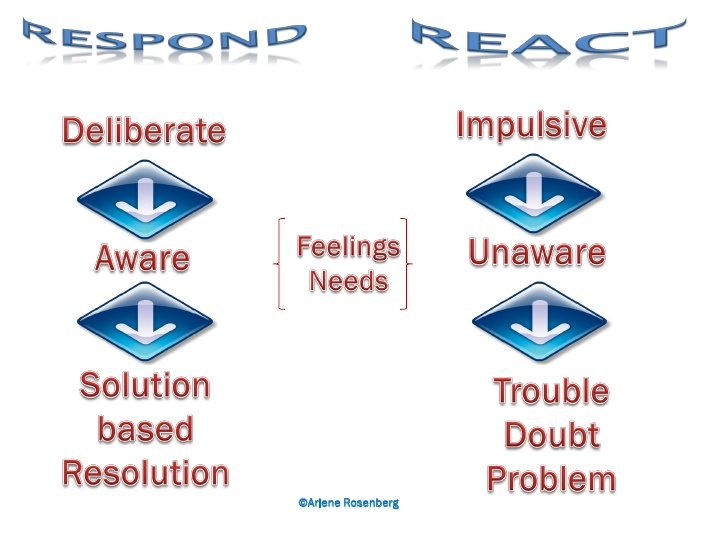 RESPOND
REACT
Deliberate
Impulsive
Aware
Feelings
Needs
Unaware
Solution
based
Resolution
Trouble
Doubt
Problem
©Arlene Rosenberg